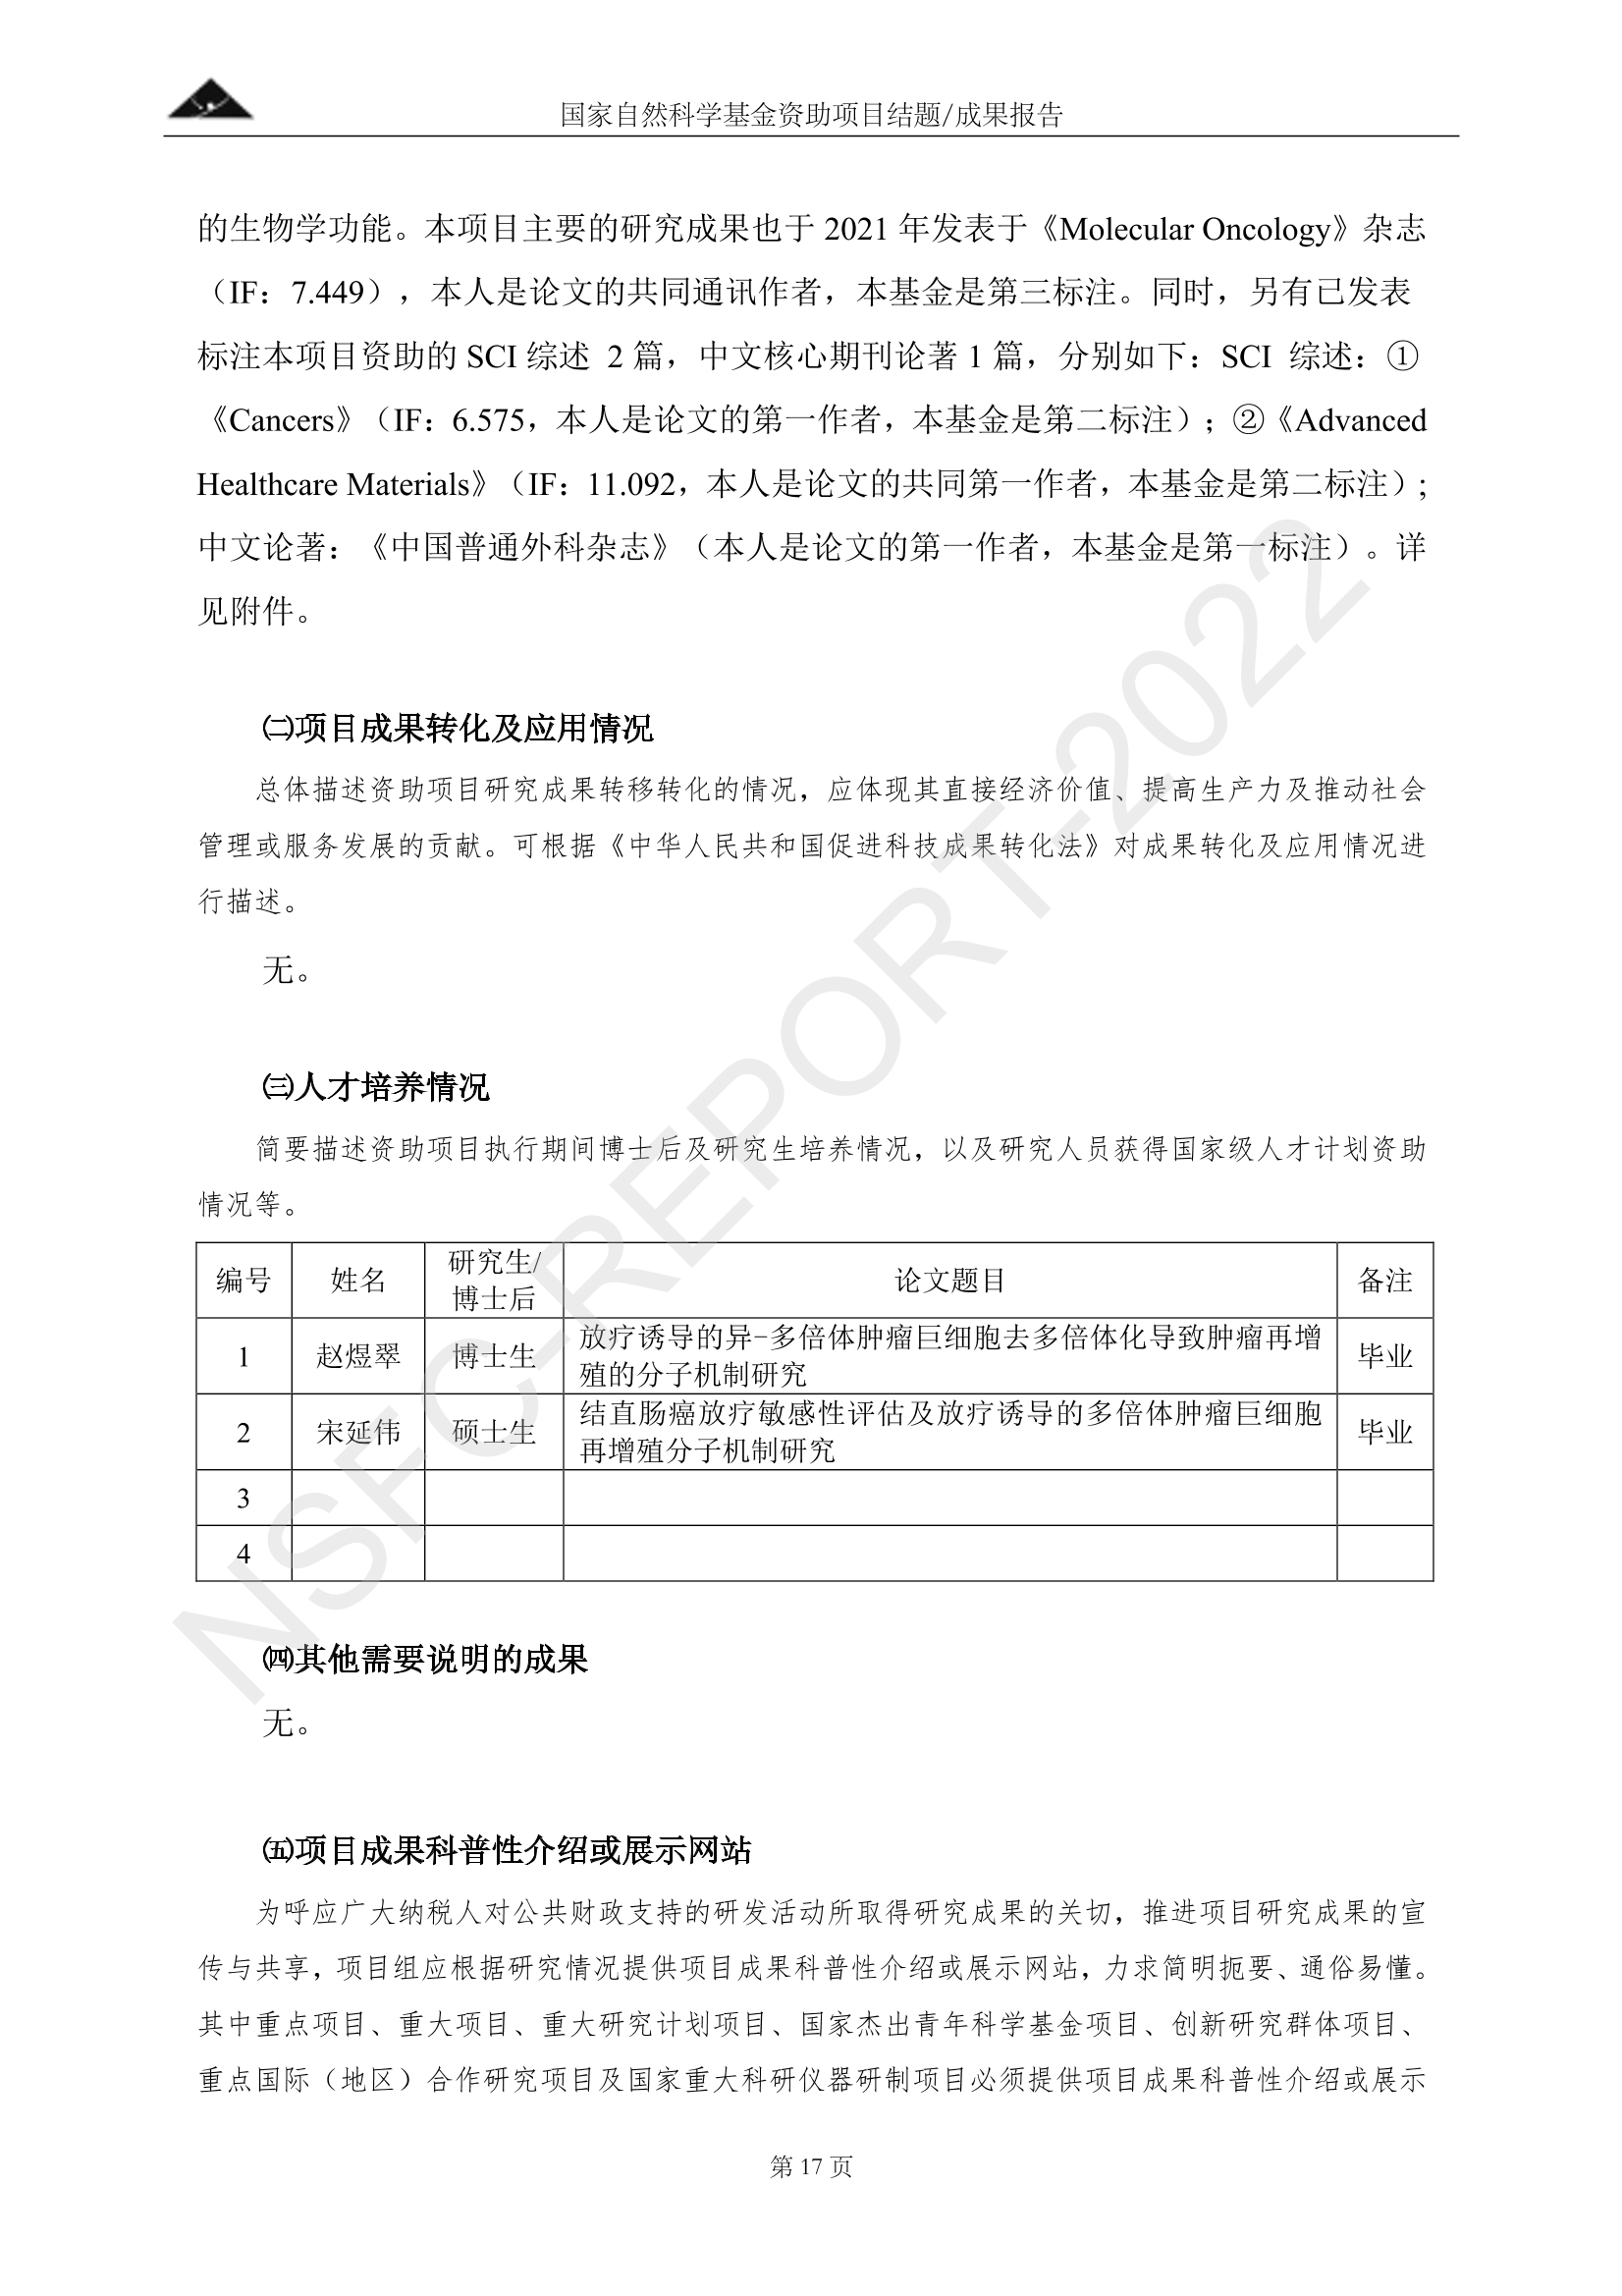 国家自然科学基金资助项目结题/成果报告
的生物学功能。本项目主要的研究成果也于 2021 年发表于《Molecular Oncology》杂志
（IF：7.449），本人是论文的共同通讯作者，本基金是第三标注。同时，另有已发表
标注本项目资助的 SCI 综述 2 篇，中文核心期刊论著 1 篇，分别如下：SCI 综述：①
《Cancers》（IF：6.575，本人是论文的第一作者，本基金是第二标注）；②《Advanced
Healthcare Materials》（IF：11.092，本人是论文的共同第一作者，本基金是第二标注）;
中文论著：《中国普通外科杂志》（本人是论文的第一作者，本基金是第一标注）。详
见附件。
㈡项目成果转化及应用情况
总体描述资助项目研究成果转移转化的情况，应体现其直接经济价值、提高生产力及推动社会
管理或服务发展的贡献。可根据《中华人民共和国促进科技成果转化法》对成果转化及应用情况进
行描述。
无。
㈢人才培养情况
简要描述资助项目执行期间博士后及研究生培养情况，以及研究人员获得国家级人才计划资助
情况等。
编号 姓名 研究生/ 论文题目 备注
博士后
1 赵煜翠 博士生 放疗诱导的异-多倍体肿瘤巨细胞去多倍体化导致肿瘤再增 毕业
殖的分子机制研究
2 宋延伟 硕士生 结直肠癌放疗敏感性评估及放疗诱导的多倍体肿瘤巨细胞 毕业
再增殖分子机制研究
3
4
㈣其他需要说明的成果
无。
㈤项目成果科普性介绍或展示网站
为呼应广大纳税人对公共财政支持的研发活动所取得研究成果的关切，推进项目研究成果的宣
传与共享，项目组应根据研究情况提供项目成果科普性介绍或展示网站，力求简明扼要、通俗易懂。
其中重点项目、重大项目、重大研究计划项目、国家杰出青年科学基金项目、创新研究群体项目、
重点国际（地区）合作研究项目及国家重大科研仪器研制项目必须提供项目成果科普性介绍或展示
第 17 页
NSFC-REPORT-2022